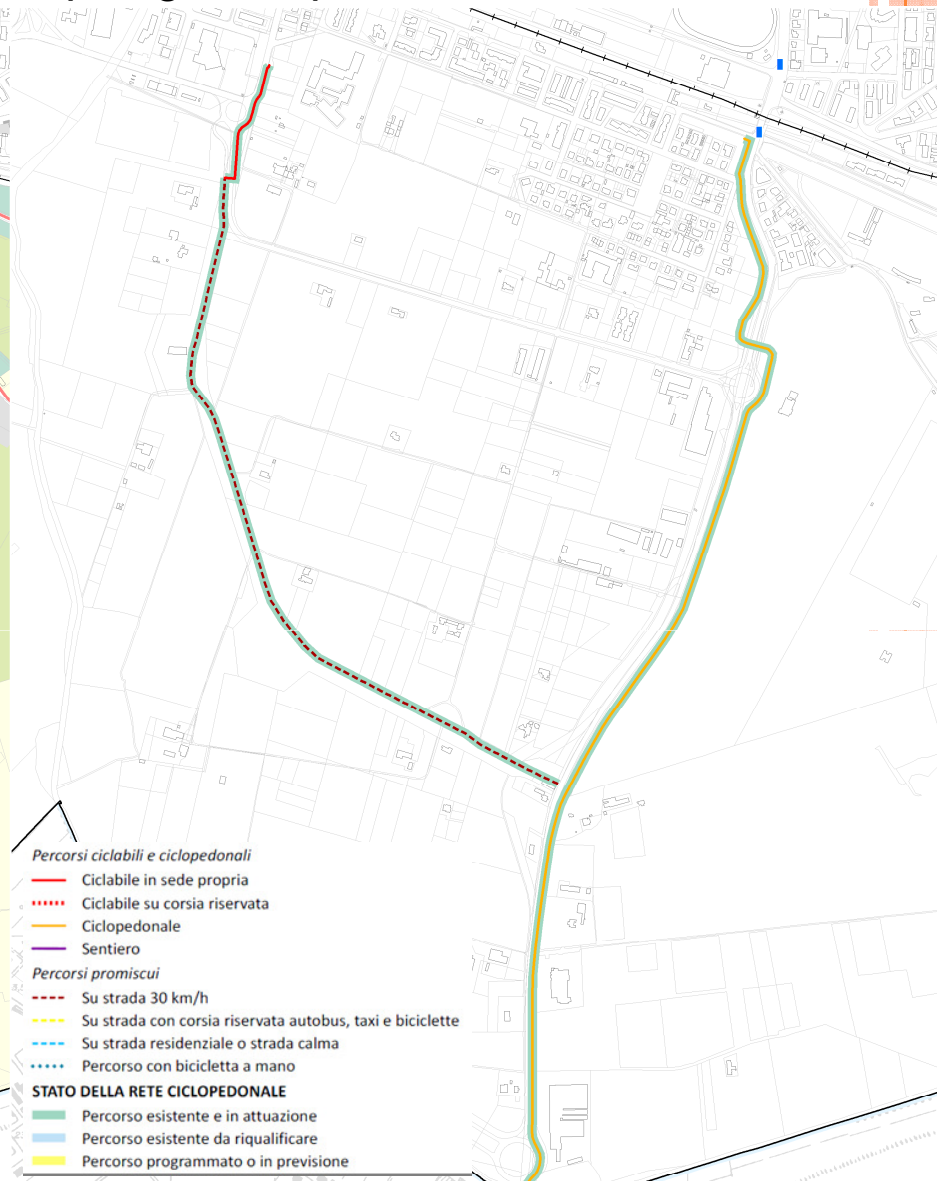 Percorsi ciclabili e ciclopedonali
Ciclabile in sede propria
Ciclabile su corsia riservata
Ciclopedonale
Sentiero
Percorsi promiscui
Su strada 30 km/h
Su strada con corsia riservata autobus, taxi e biciclette
Su strada residenziale o strada calma
Percorso con bicicletta a mano
STATO DELLA RETE CICLOPEDONALE
Percorso esistente e in attuazione
Percorso esistente da riqualificare
Percorso programmato o in previsione